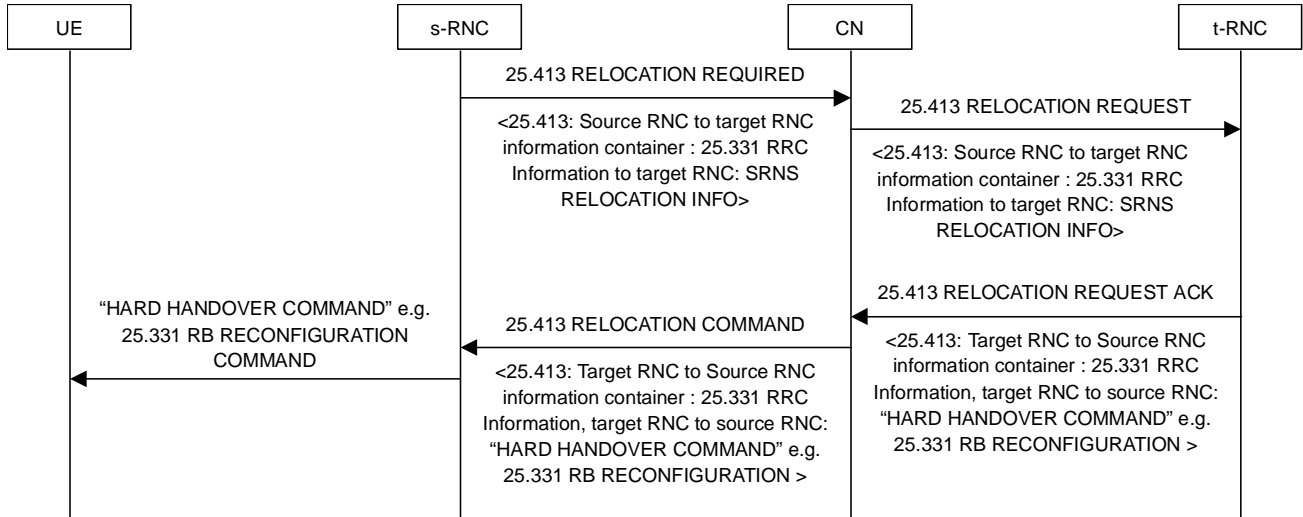 UE
s-RNC
CN
t-RNC
25.413 RELOCATION REQUIRED
<25.413: Source RNC to target RNC
information container : 25.331 RRC
Information to target RNC: SRNS
RELOCATION INFO>
25.413 RELOCATION REQUEST
<25.413: Source RNC to target RNC
information container : 25.331 RRC
Information to target RNC: SRNS
RELOCATION INFO>
25.413 RELOCATION REQUEST ACK
<25.413: Target RNC to Source RNC
information container : 25.331 RRC
Information, target RNC to source RNC:
“HARD HANDOVER COMMAND” e.g.
25.331 RB RECONFIGURATION >
25.413 RELOCATION COMMAND
<25.413: Target RNC to Source RNC
information container : 25.331 RRC
Information, target RNC to source RNC:
“HARD HANDOVER COMMAND” e.g.
25.331 RB RECONFIGURATION >
“HARD HANDOVER COMMAND” e.g.
25.331 RB RECONFIGURATION
COMMAND